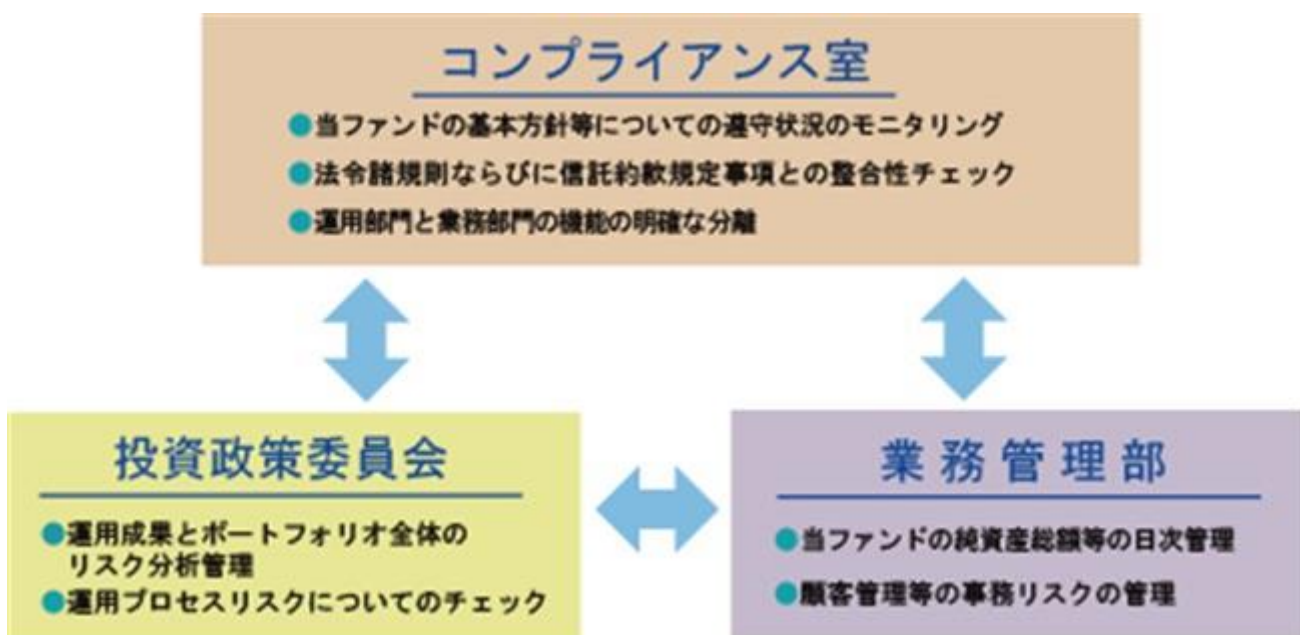 コンプライアンス室
●当ファンドの基本方針等についての遵守状況のモニタリング
●法令諸規則ならびに信託約款規定事項との整合性チェック
●運用部門と業務部門の機能の明確な分離
投資政策委員会
●運用成果とポートフォリオ全体の
リスク分析管理
●運用プロセスリスクについてのチェック
業務管理部
●当ファンドの純資産総額等の日次管理
●顧客管理等の事務リスクの管理